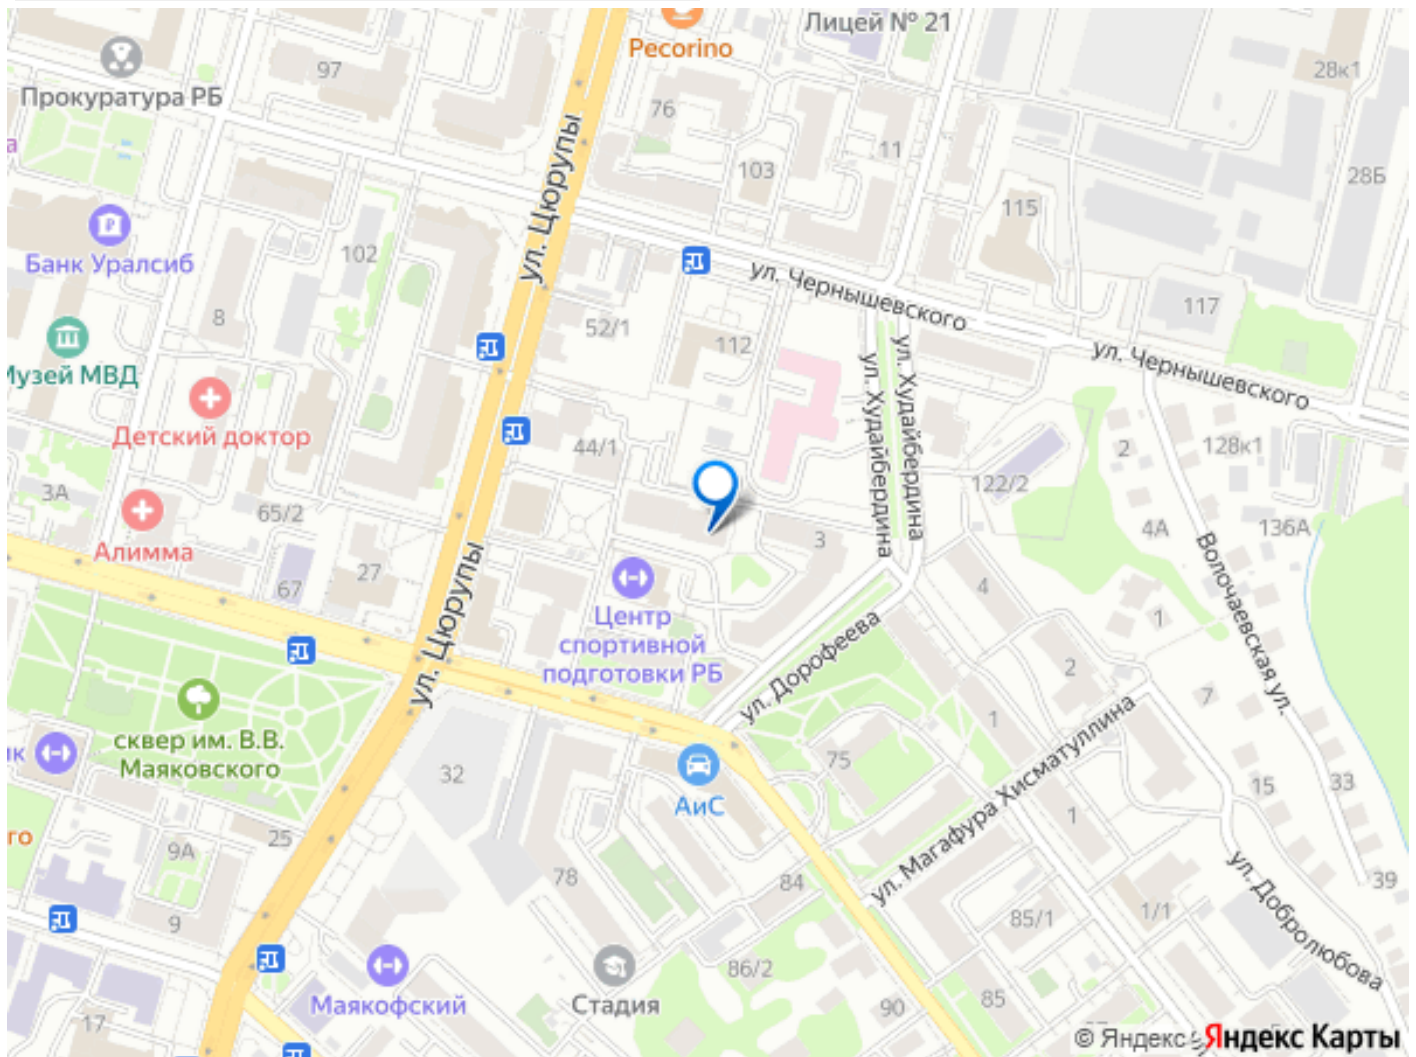 Pecorino
Лицей № 21
97
28к1
Прокуратура РБ
76
ул. Цюрупы
11
103
28Б
115
Банк Уралсиб
102
ул. Чернышевского
8
52/1
117
112
Музей МВД
ул. Чернышевского
ул. Худайбердина
ул. Худайбердина
Детский доктор
44/1
2
128к1
3А
122/2
65/2
Алимма
4А
136А
3
67
27
ул. Цюрупы
Волочаевская ул.
4
Центр
спортивной
подготовки РБ
1
ул. Дорофеева
2
7
сквер им. В.В.
Маяковского
1
32
75
ул. Магафура Хисматуллина
15
33
АиС
го
25
9А
1
78
84
39
ул. Добролюбова
9
85/1
1/1
86/2
Маякофский
Стадия
85
90
17
© Яндекс
Яндекс Карты